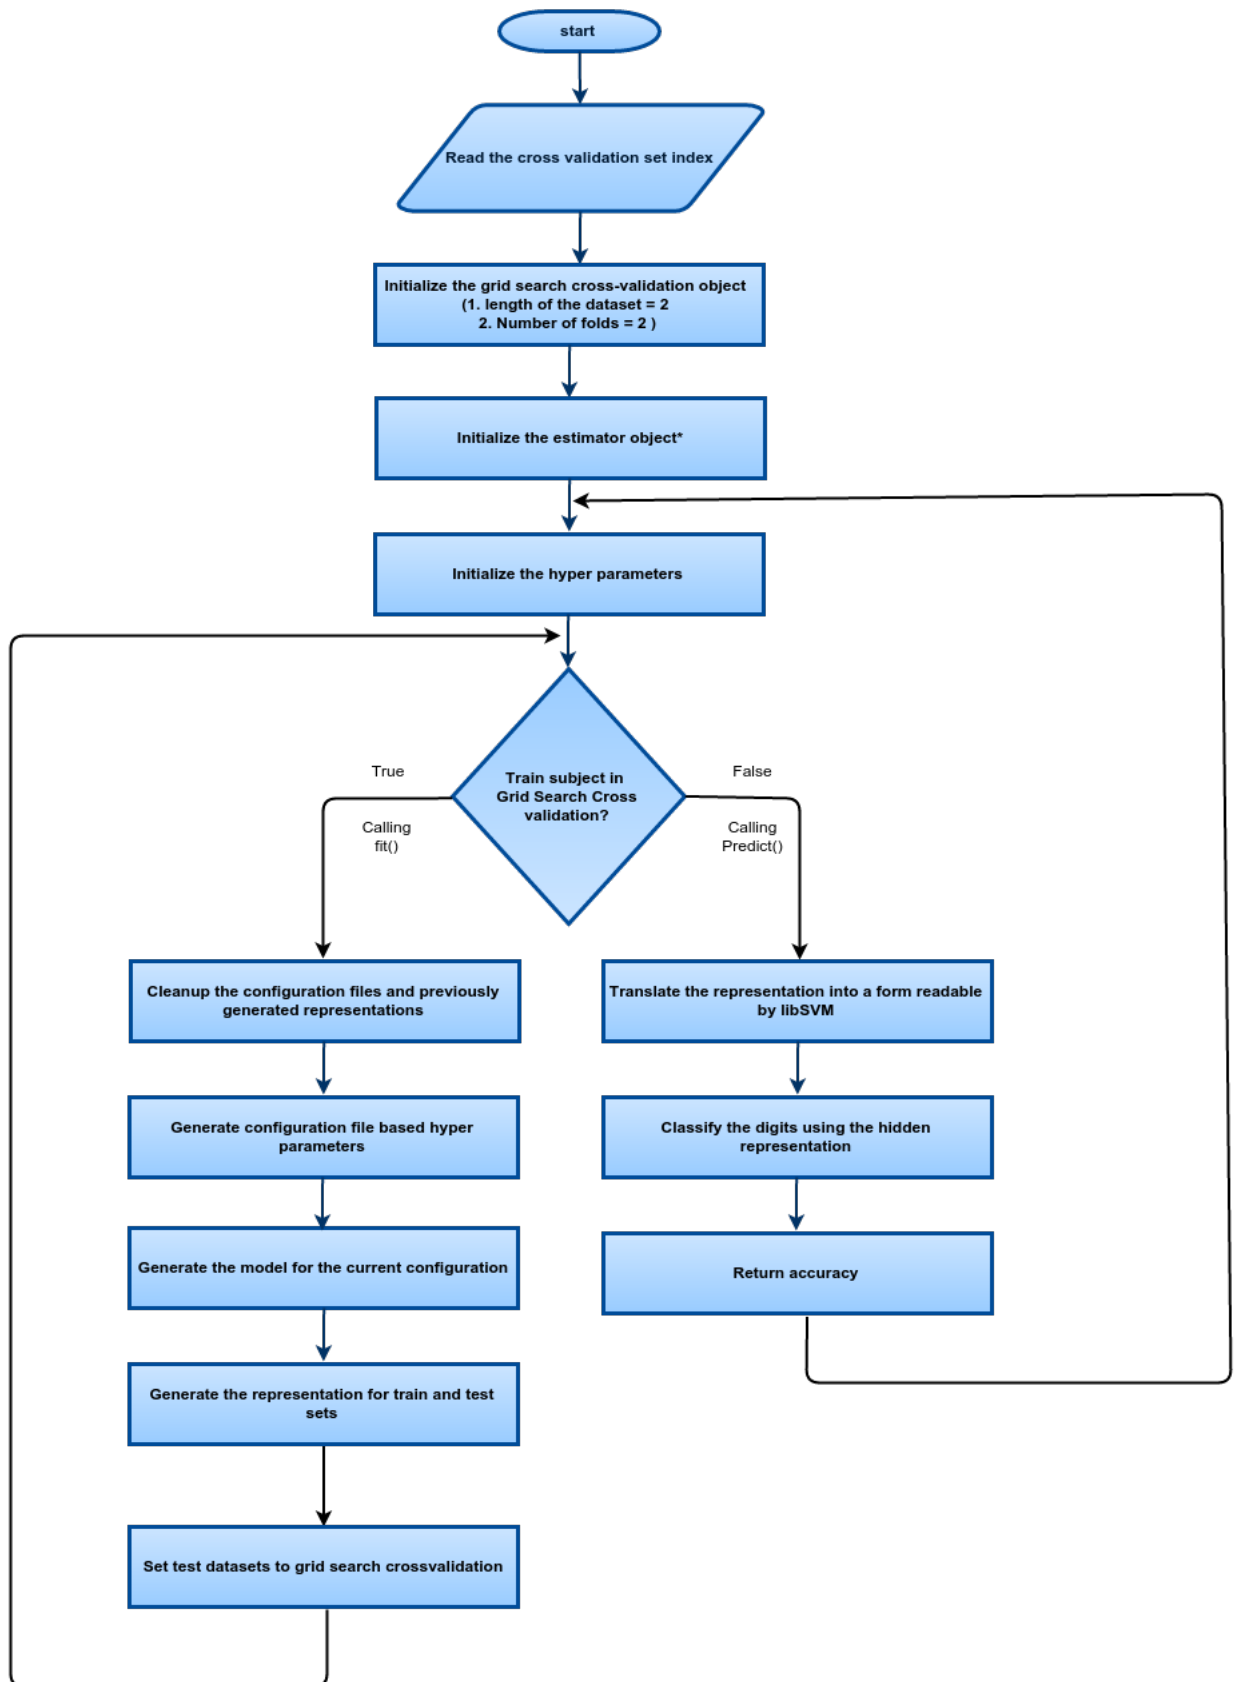 start
Read the cross validation set index
Initialize the grid search cross-validation object
(1. length of the dataset = 2
2. Number of folds = 2 )
Initialize the estimator object*
Initialize the hyper parameters
Train subject in
Grid Search Cross
validation?
True
Calling
fit()
False
Calling
Predict()
Cleanup the configuration files and previously
generated representations
Generate configuration file based hyper
parameters
Generate the model for the current configuration
Generate the representation for train and test
sets
Set test datasets to grid search crossvalidation
Translate the representation into a form readable
by libSVM
Classify the digits using the hidden
representation
Return accuracy